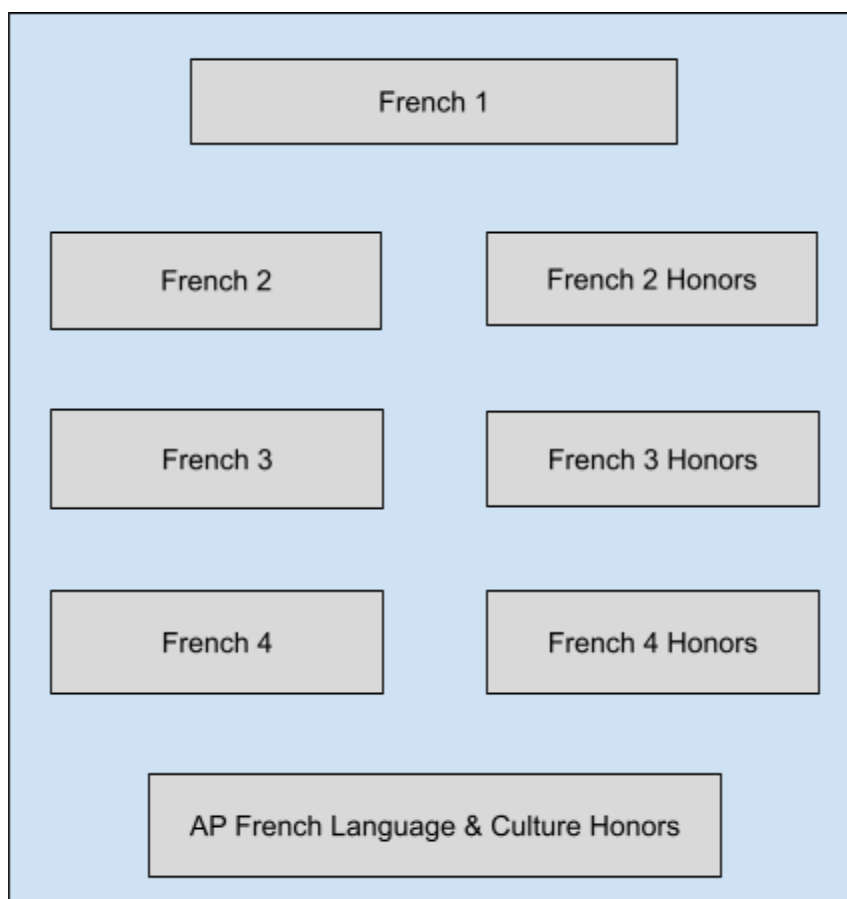 French 1
French 2
French 2 Honors
French 3
French 3 Honors
French 4
French 4 Honors
AP French Language & Culture Honors